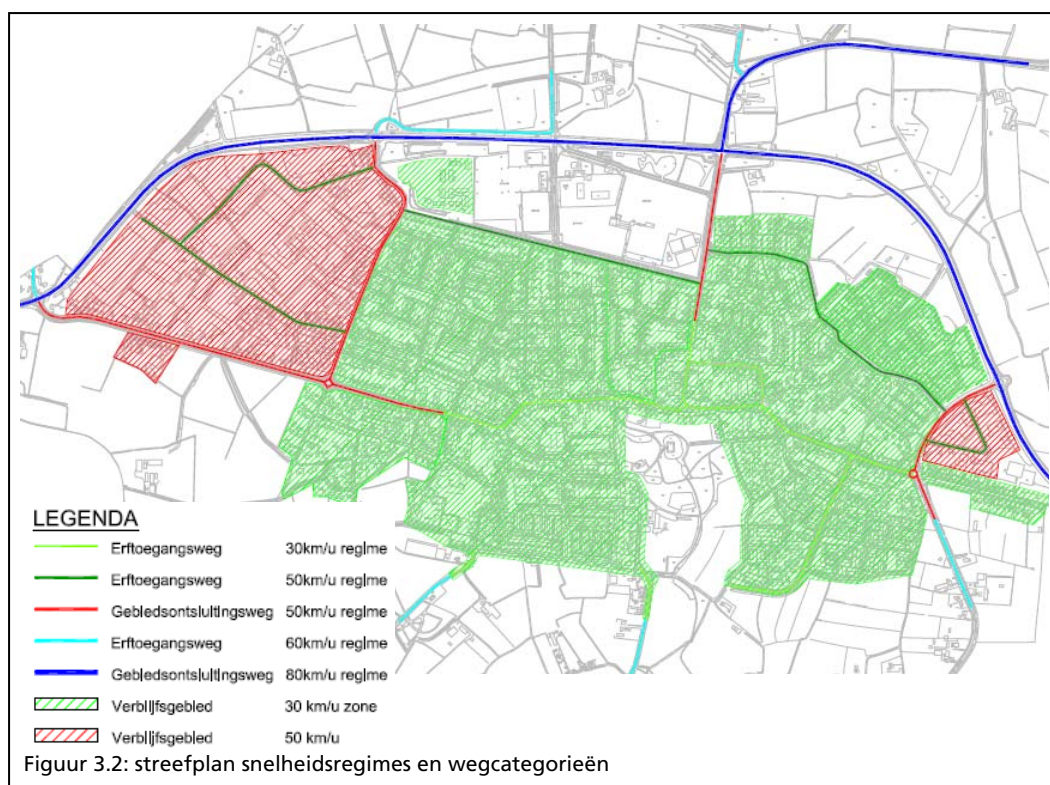 LEGENDA
Erftoegangsweg 30km/u regime
Erftoegangsweg 50km/u regime
Gebiedsontsluitingsweg 50km/u regime
Erftoegangsweg 60km/u regime
Gebiedsontsluitingsweg 80km/u regime
Verblijfsgebied 30 km/u zone
Verblijfsgebied 50 km/u
Figuur 3.2: streefplan snelheidsregimes en wegcategorieën